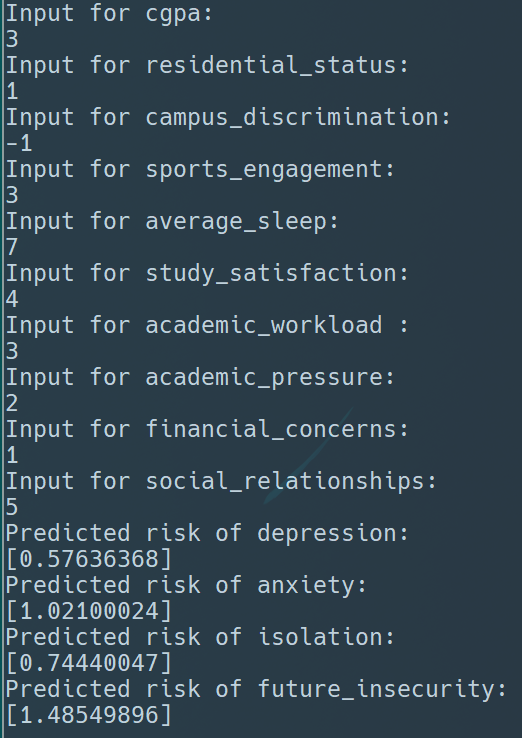 Input for cgpa:
3
Input for residential_status:
1
Input for campus_discrimination:
-1
Input for sports_engagement:
3
Input for average_sleep:
7
Input for study_satisfaction:
4
Input for academic_workload :
3
Input for academic_pressure:
2
Input for financial_concerns:
1
Input for social_relationships:
5
Predicted risk of depression:
[0.57636368]
Predicted risk of anxiety:
[1.02100024]
Predicted risk of isolation:
[0.74440047]
Predicted risk of future_insecurity:
[1.48549896]